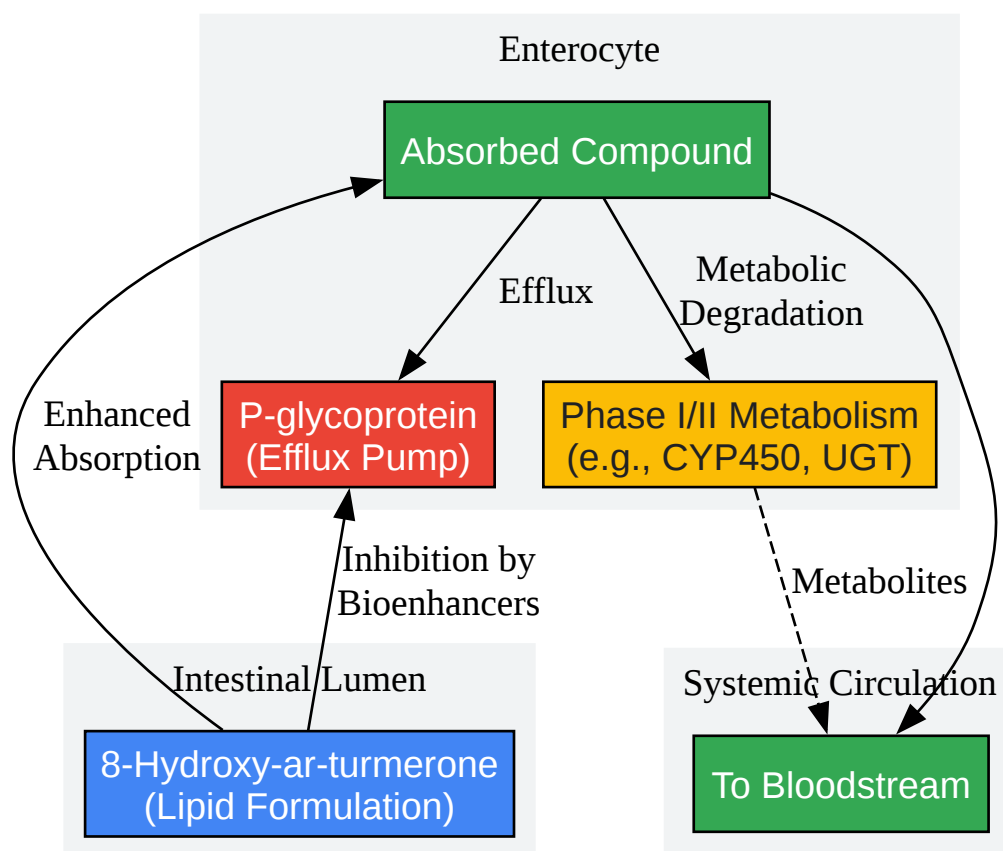 Enterocyte
Absorbed Compound
Efflux
Metabolic
Degradation
Enhanced
Absorption
P-glycoprotein
(Efflux Pump)
Phase I/II Metabolism
(e.g., CYP450, UGT)
Inhibition by
Bioenhancers
Metabolites
Intestinal Lumen
8-Hydroxy-ar-turmerone
(Lipid Formulation)
Systemic Circulation
To Bloodstream